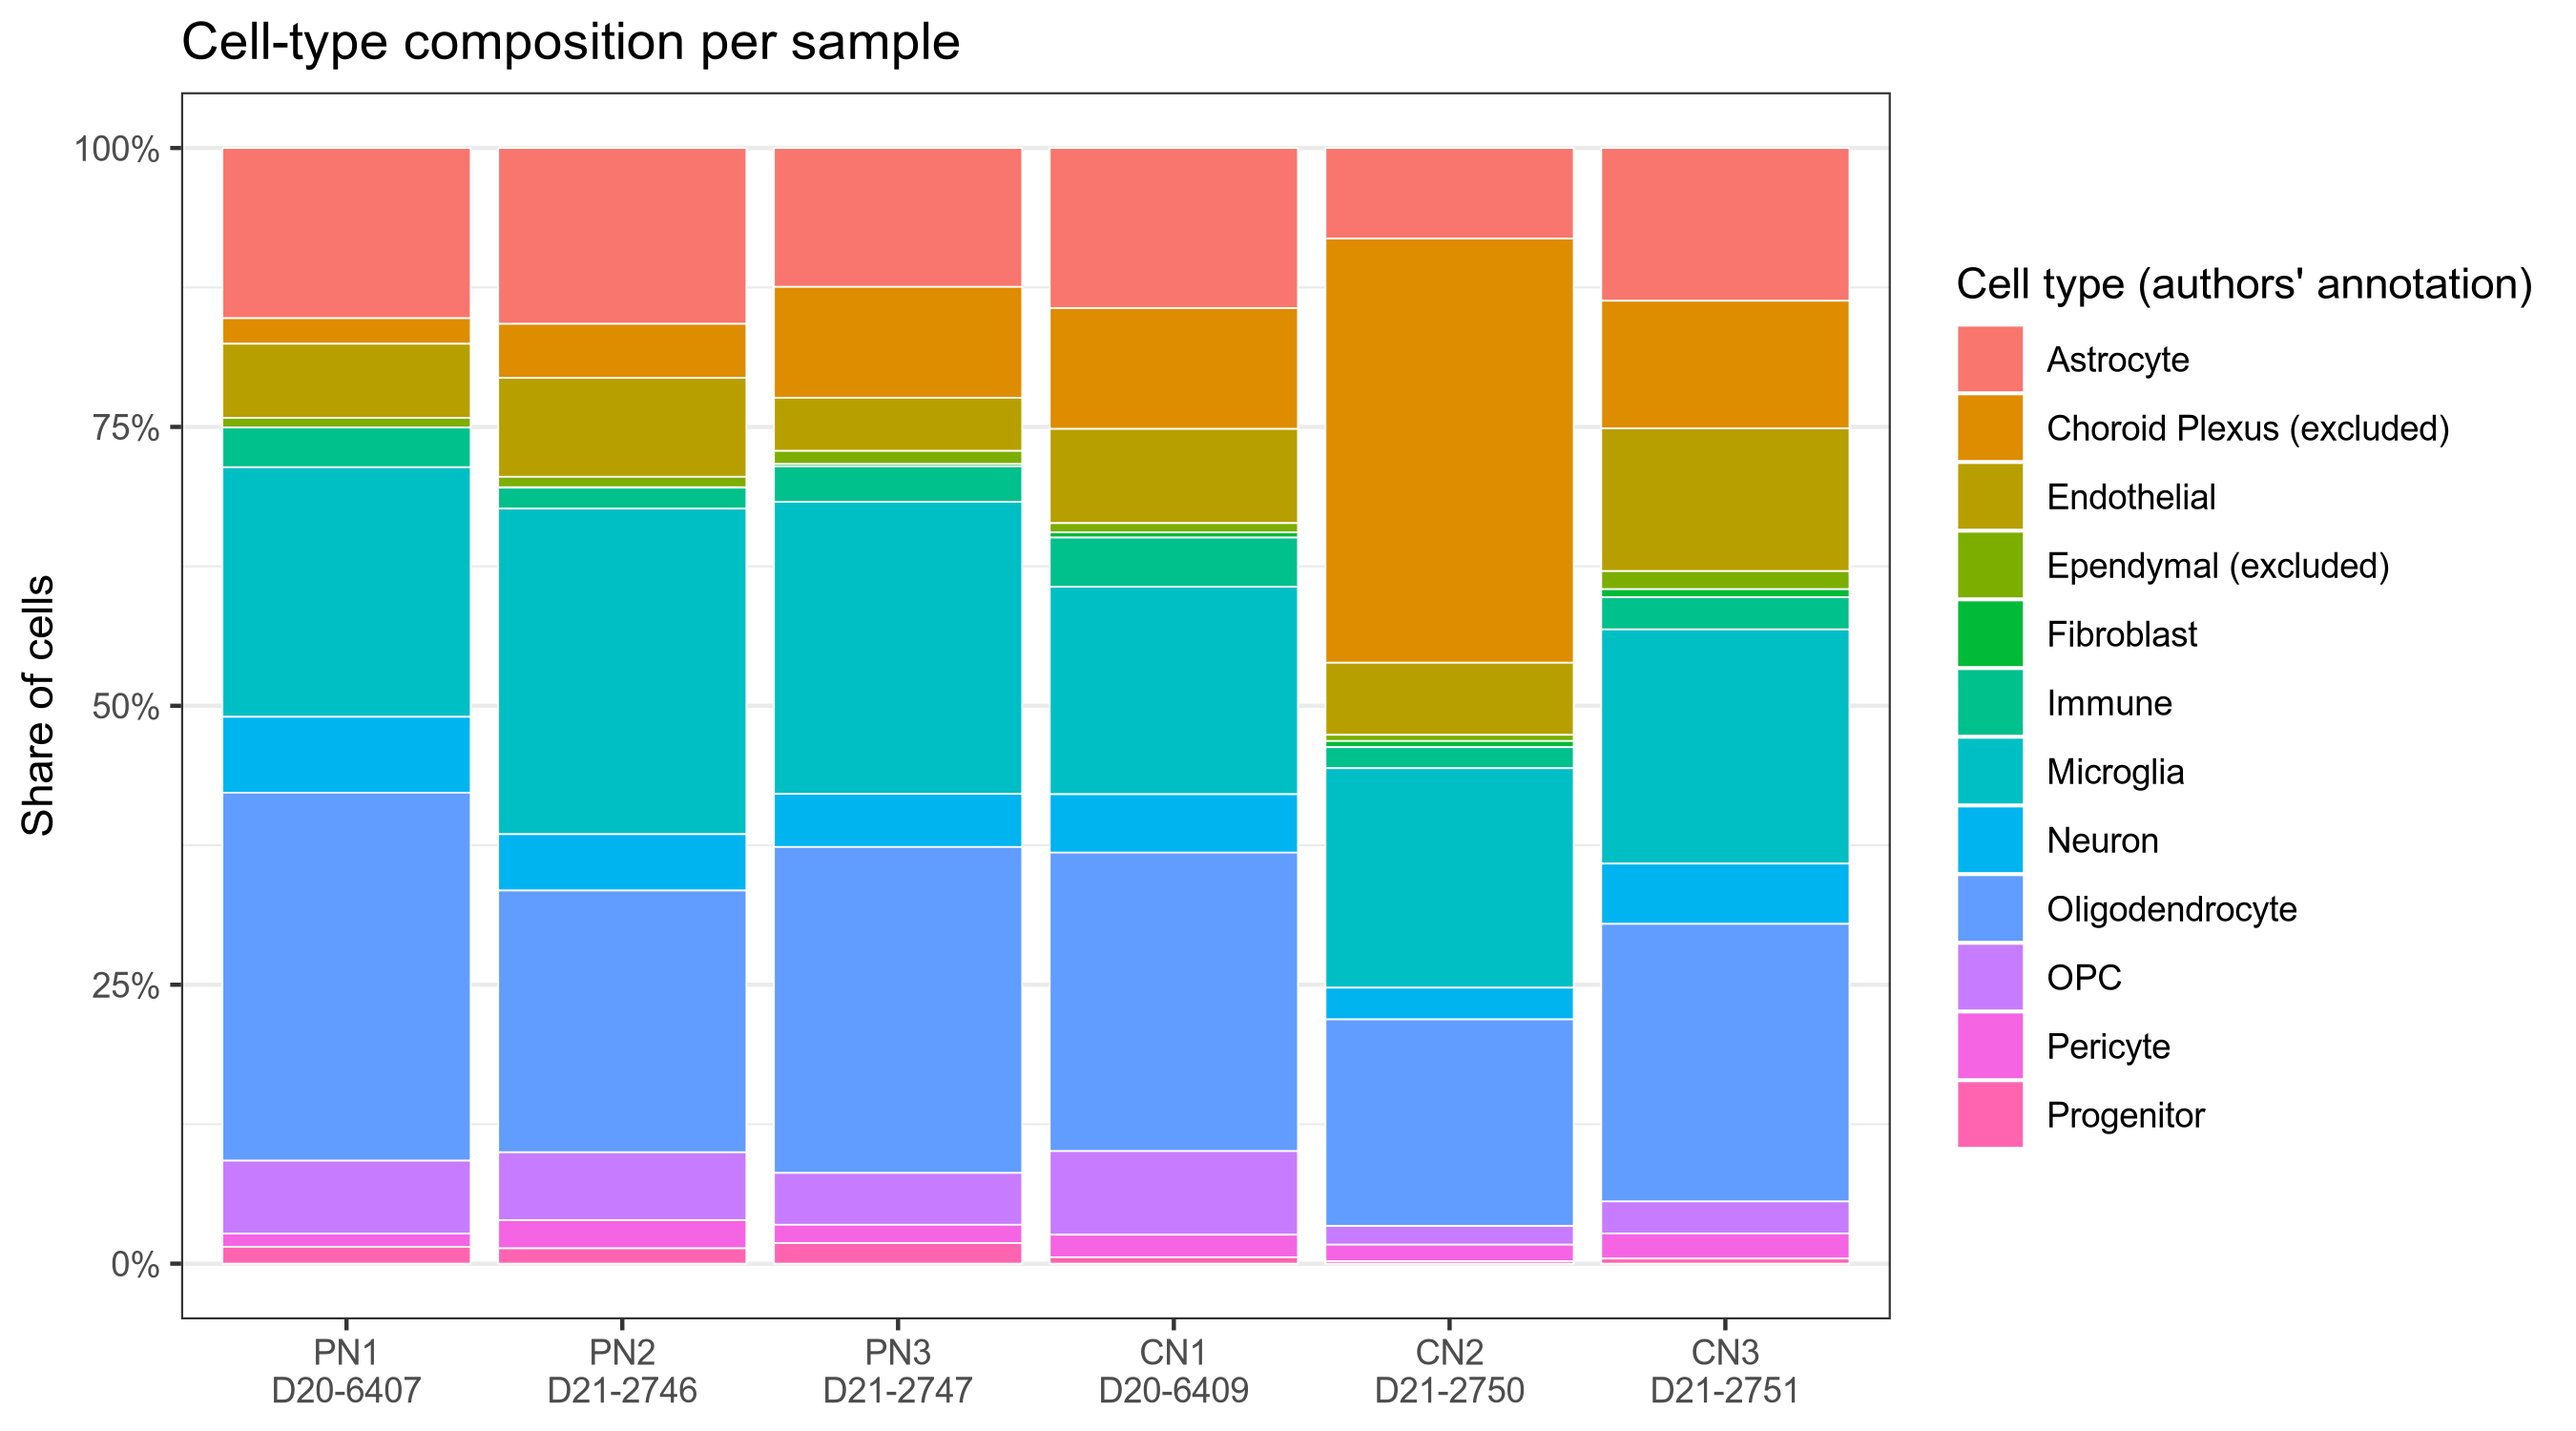 Cell-type composition per sample
100%
75%
50%
25%
0%
Share of cells
PN1
D20-6407
PN2
D21-2746
PN3
D21-2747
CN1
D20-6409
CN2
D21-2750
CN3
D21-2751
Cell type (authors' annotation)
Astrocyte
Choroid Plexus (excluded)
Endothelial
Ependymal (excluded)
Fibroblast
Immune
Microglia
Neuron
Oligodendrocyte
OPC
Pericyte
Progenitor